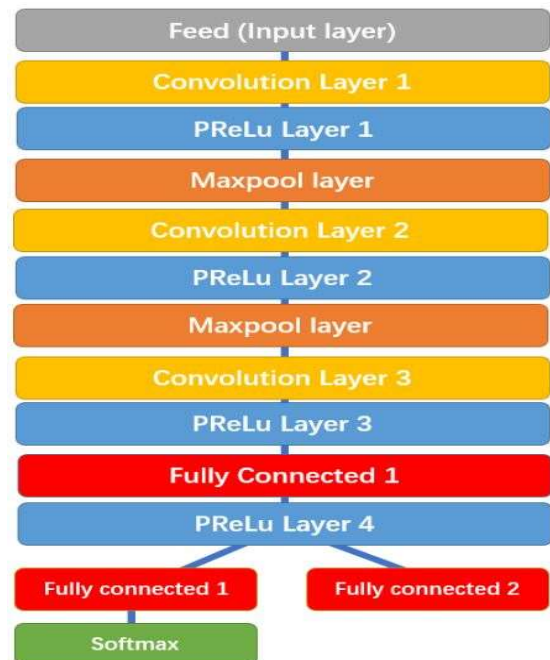 Feed (Input layer)
Convolution Layer 1
PReLu Layer 1
Maxpool layer
Convolution Layer 2
PReLu Layer 2
Maxpool layer
Convolution Layer 3
PReLu Layer 3
Fully Connected 1
PReLu Layer 4
Fully connected 1
Fully connected 2
Softmax